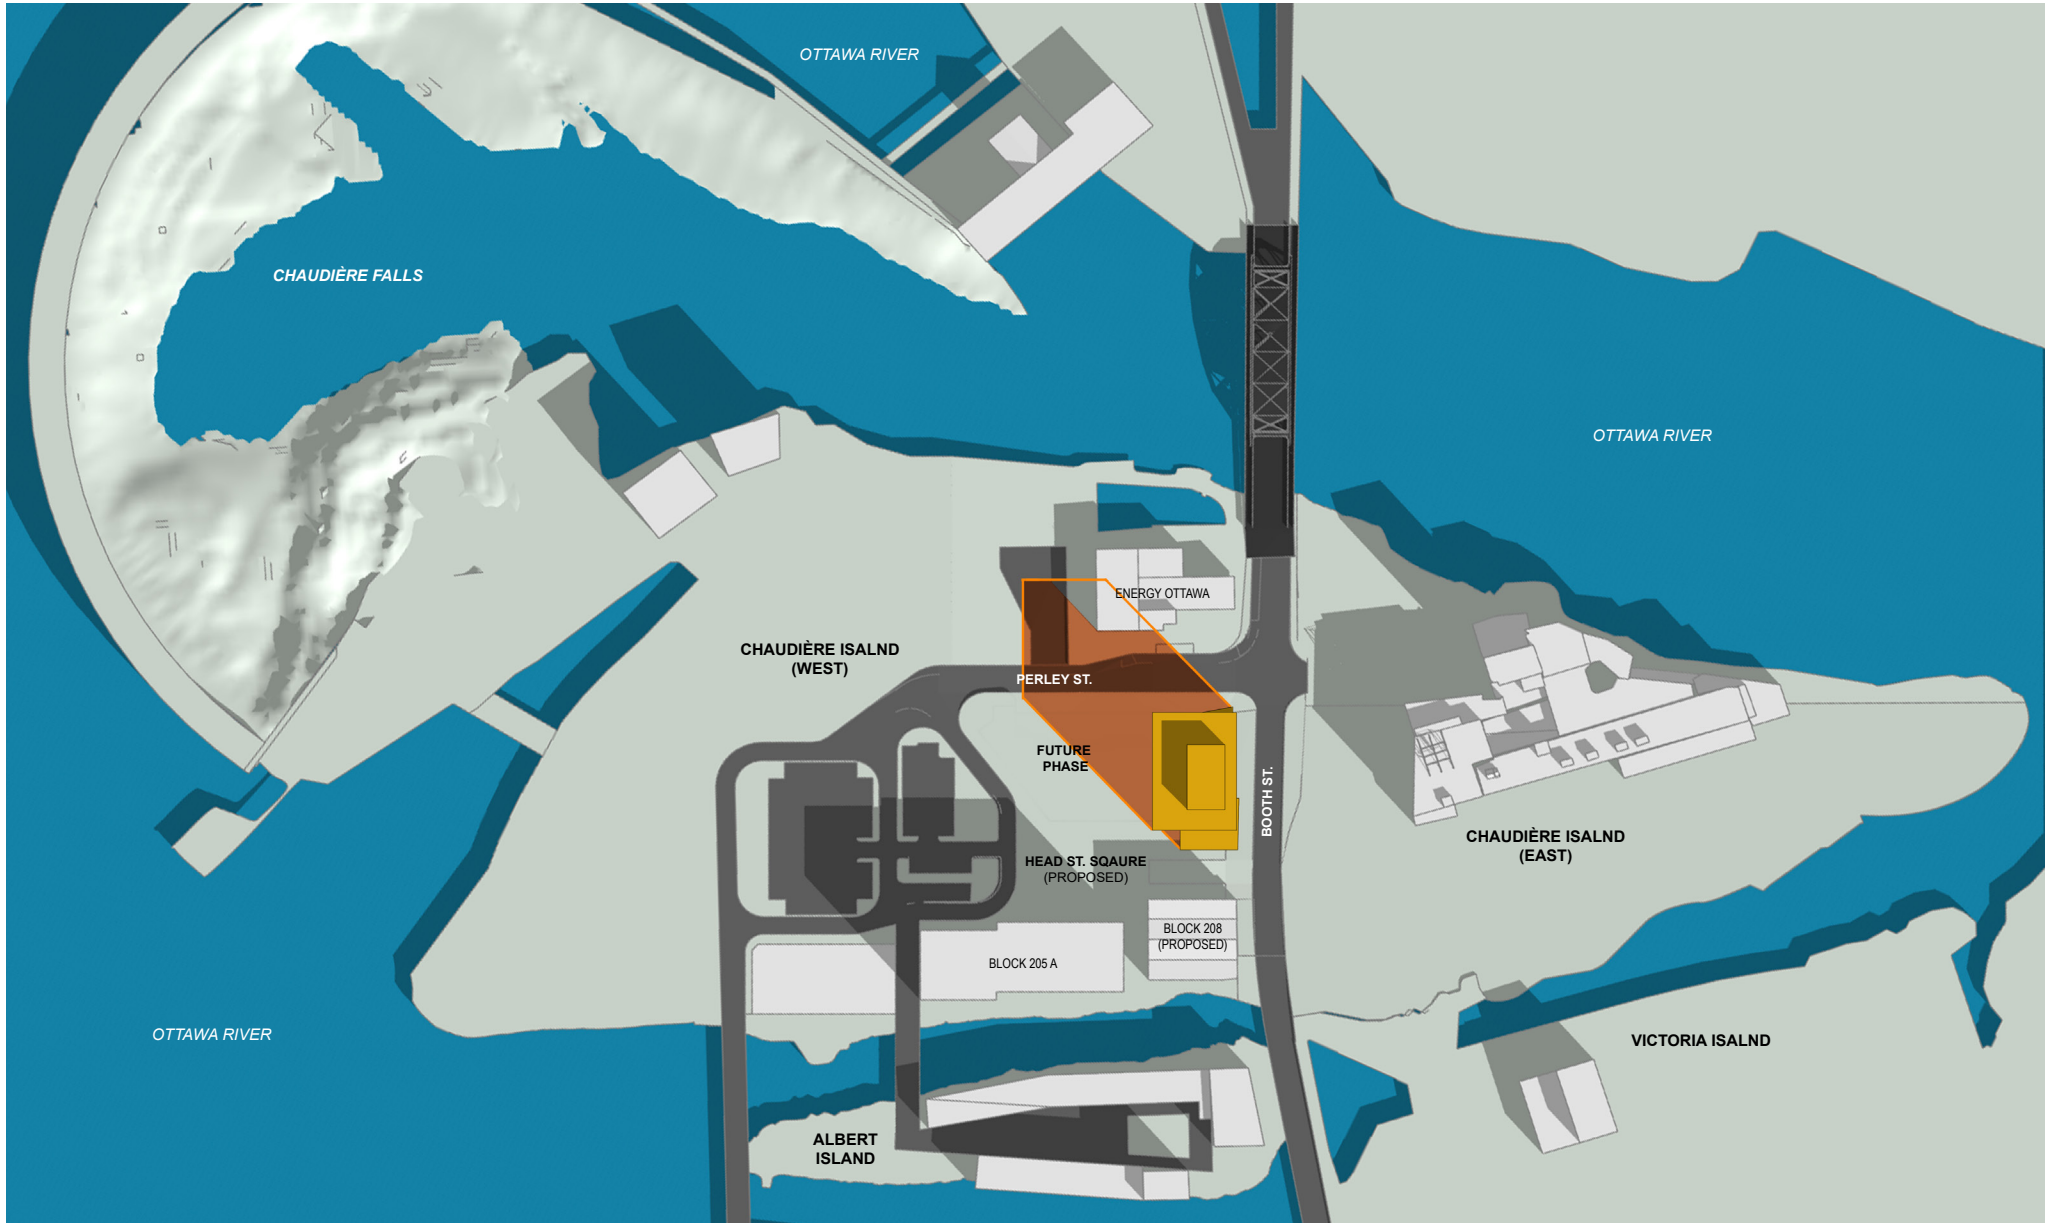 OTTAWA RIVER
CHAUDIÈRE FALLS
OTTAWA RIVER
ENERGY OTTAWA
CHAUDIÈRE ISALND
(WEST)
PERLEY ST.
FUTURE
PHASE
BOOTH ST.
CHAUDIÈRE ISALND
(EAST)
HEAD ST. SQAURE
(PROPOSED)
BLOCK 208
(PROPOSED)
BLOCK 205 A
OTTAWA RIVER
VICTORIA ISALND
ALBERT
ISLAND